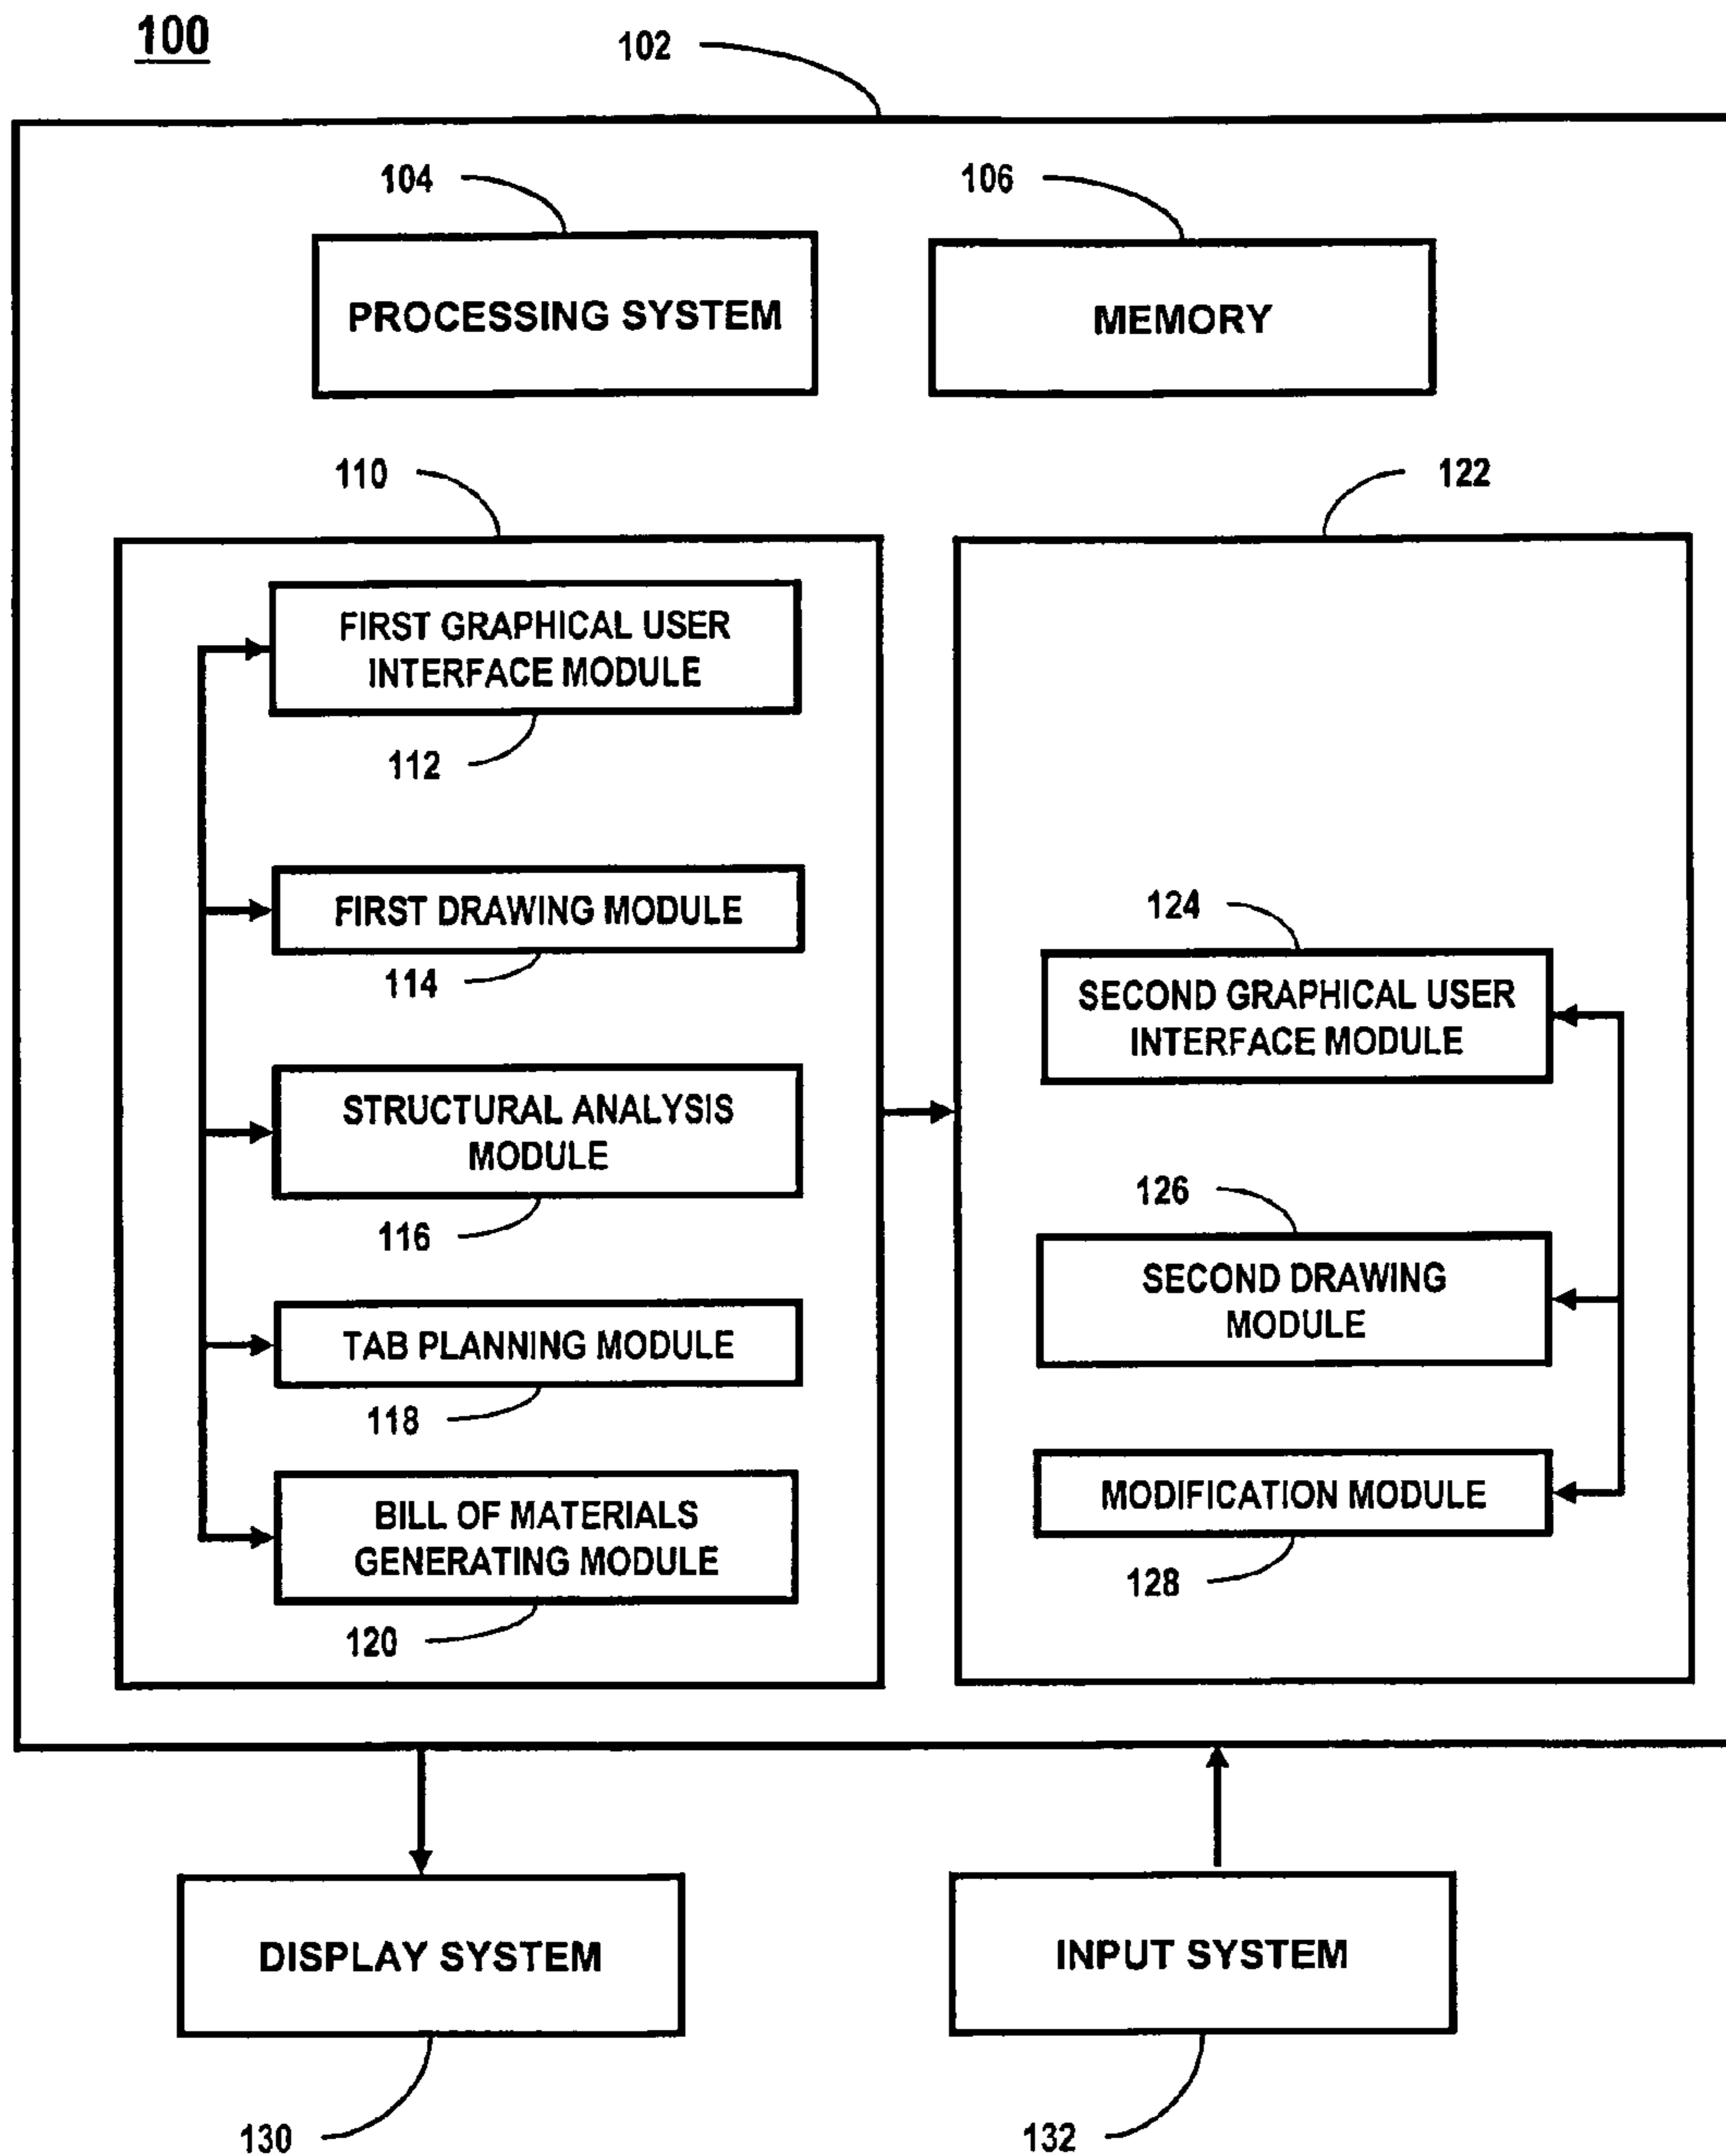 100
102
104
106
PROCESSING SYSTEM
MEMORY
110
122
FIRST GRAPHICAL USER
INTERFACE MODULE
112
FIRST DRAWING MODULE
114
STRUCTURAL ANALYSIS
MODULE
116
TAB PLANNING MODULE
118
BILL OF MATERIALS
GENERATING MODULE
120
124
SECOND GRAPHICAL USER
INTERFACE MODULE
126
SECOND DRAWING
MODULE
MODIFICATION MODULE
128
DISPLAY SYSTEM
INPUT SYSTEM
130
132